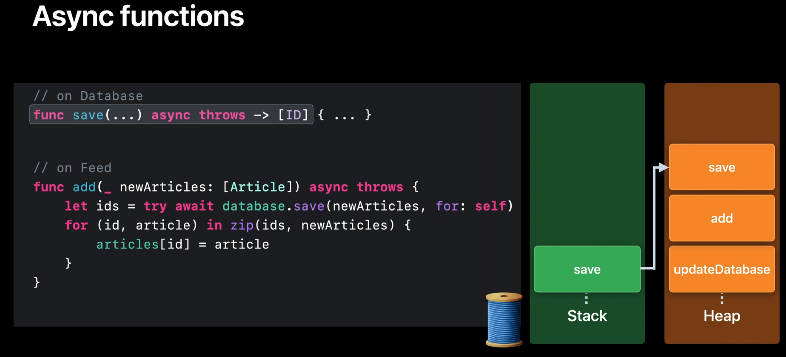 Async functions
// on Database
func save(...) async throws -> [ID] { ... }
// on Feed
func add(_ newArticles: [Article]) async throws {
let ids = try await database.save(newArticles, for: self)
for (id, article) in zip(ids, newArticles) {
articles[id] = article
}
}
save
Stack
save
add
updateDatabase
Heap